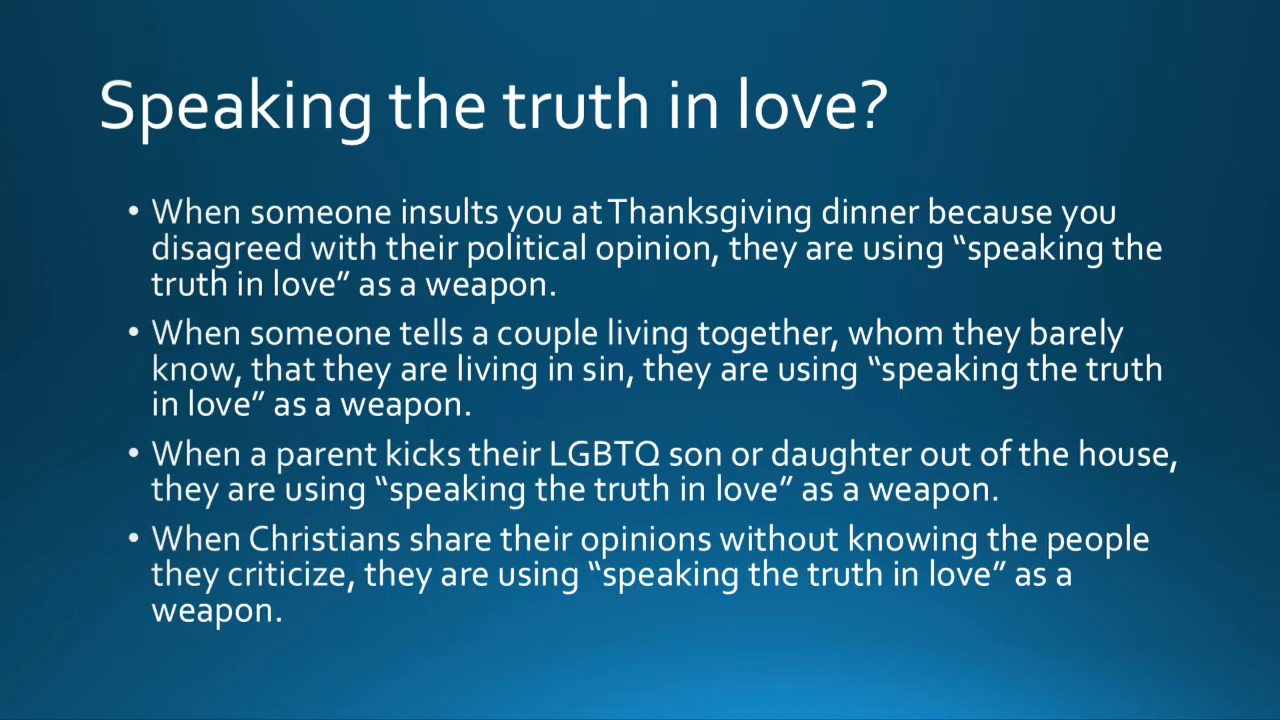 Speaking the truth in love?
• When someone insults you at Thanksgiving dinner because you
disagreed with their political opinion, they are using “speaking the
truth in love” as a weapon.
• When someone tells a couple living together, whom they barely
know, that they are living in sin, they are using “speaking the truth
in love” as a weapon.
• When a parent kicks their LGBTQ son or daughter out of the house,
they are using “speaking the truth in love” as a weapon.
• When Christians share their opinions without knowing the people
they criticize, they are using “speaking the truth in love” as a
weapon.